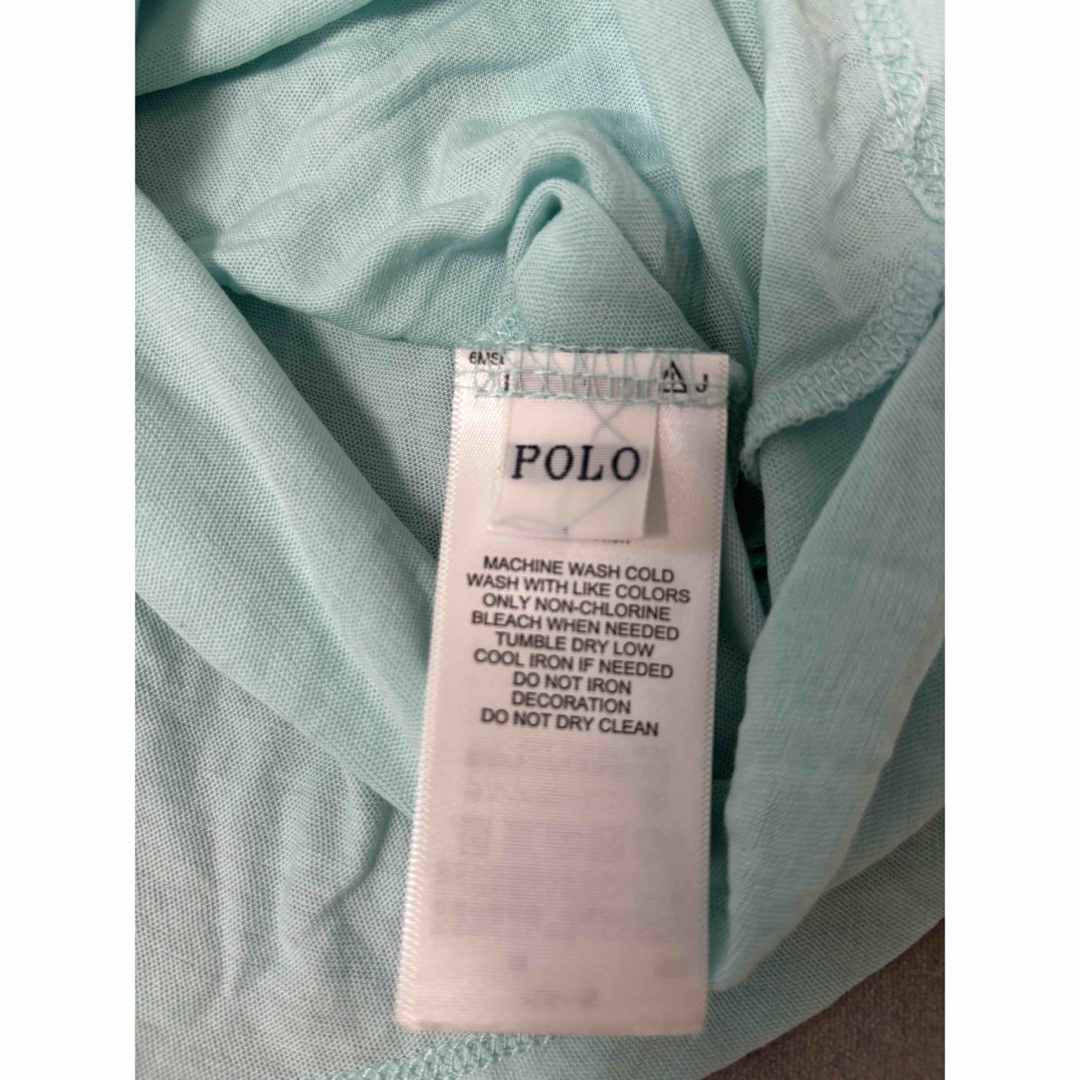 J
POLO
MACHINE WASH COLD
WASH WITH LIKE COLORS
ONLY NON-CHLORINE
BLEACH WHEN NEEDED
TUMBLE DRY LOW
COOL IRON IF NEEDED
DO NOT IRON
DECORATION
DO NOT DRY CLEAN